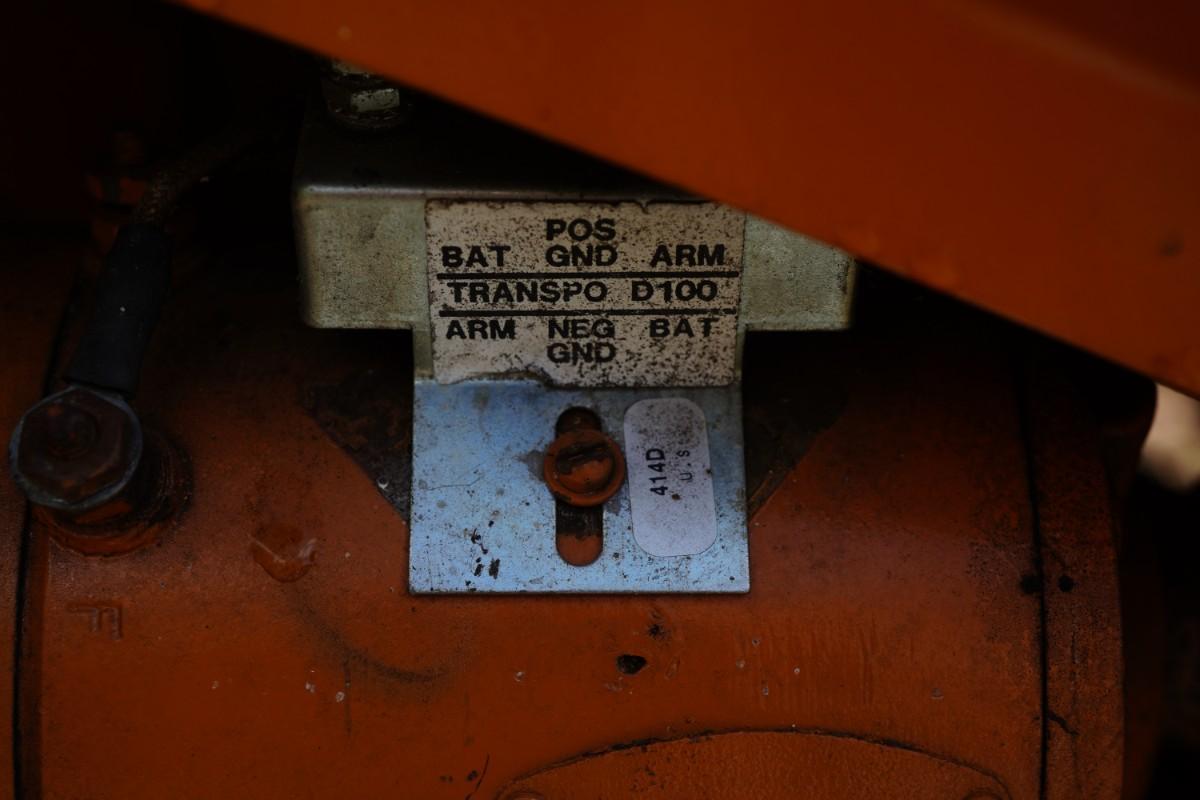 POS
BAT GND ARM
TRANSPO D100
ARM NEG BAT
GND
414D
U.S
F